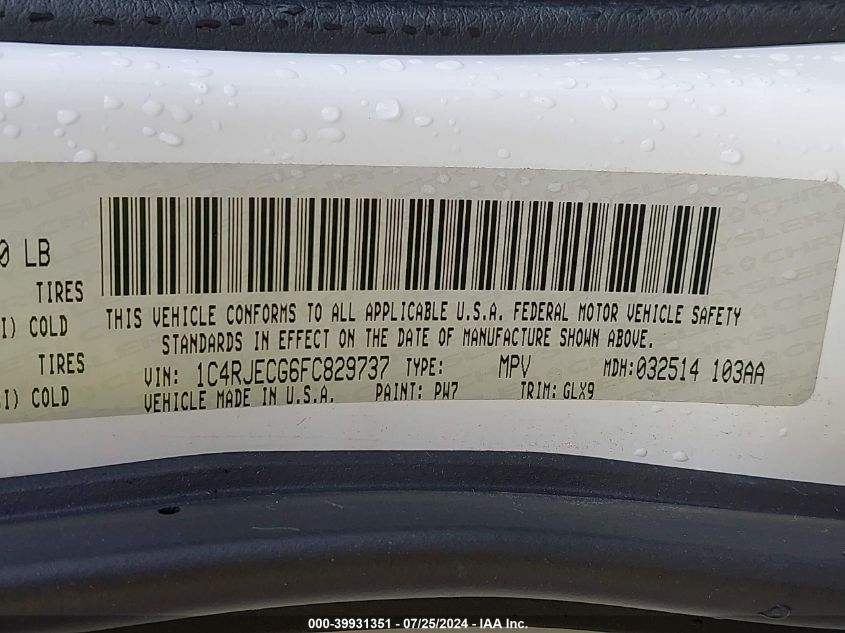 0 LB
TIRES
I) COLD
TIRES
SI) COLD
THIS VEHICLE CONFORMS TO ALL APPLICABLE U.S.A. FEDERAL MOTOR VEHICLE SAFETY
STANDARDS IN EFFECT ON THE DATE OF MANUFACTURE SHOWN ABOVE.
VIN: 1C4RJECG6FC829737 TYPE: MPV MDH:032514 103AA
VEHICLE MADE IN U.S.A. PAINT: PW7 TRIM: GLX9
000-39931351 - 07/25/2024 - IAA Inc.